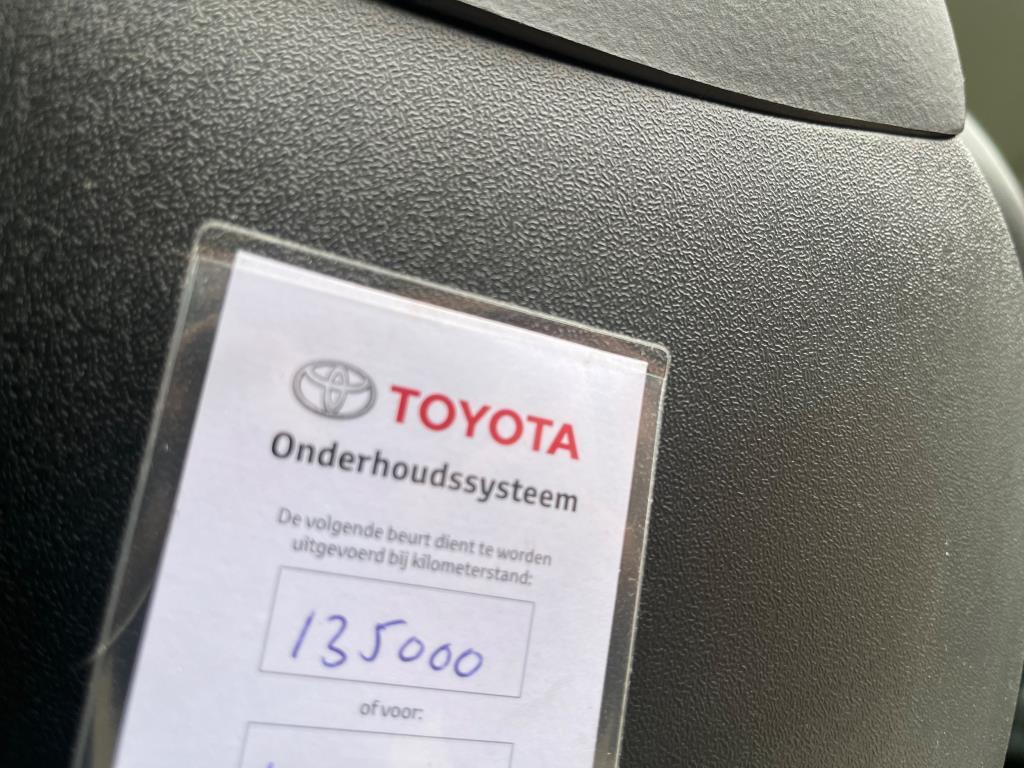 TOYOTA
Onderhoudssysteem
De volgende beurt dient te worden
uitgevoerd bij kilometerstand:
135000
of voor: